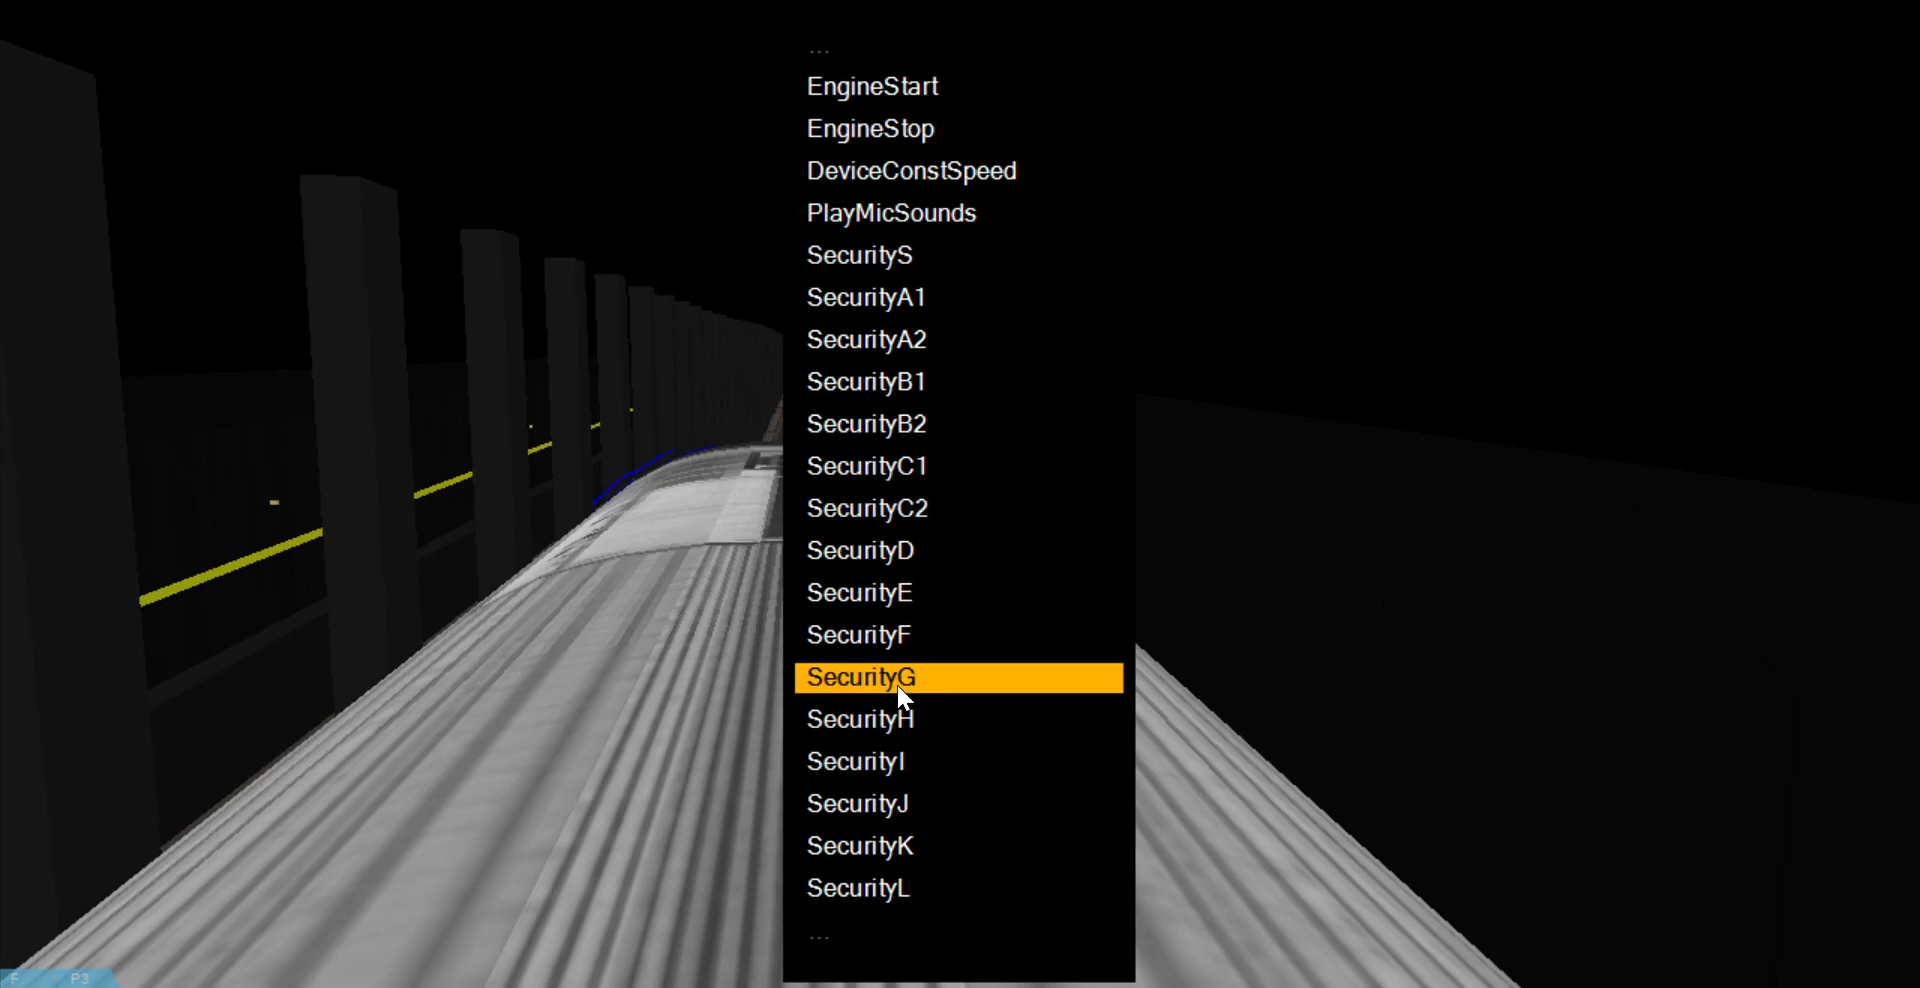 ...
EngineStart
EngineStop
DeviceConstSpeed
PlayMicSounds
SecurityS
SecurityA1
SecurityA2
SecurityB1
SecurityB2
SecurityC1
SecurityC2
SecurityD
SecurityE
SecurityF
SecurityG
SecurityH
SecurityI
SecurityJ
SecurityK
SecurityL
...
F P3